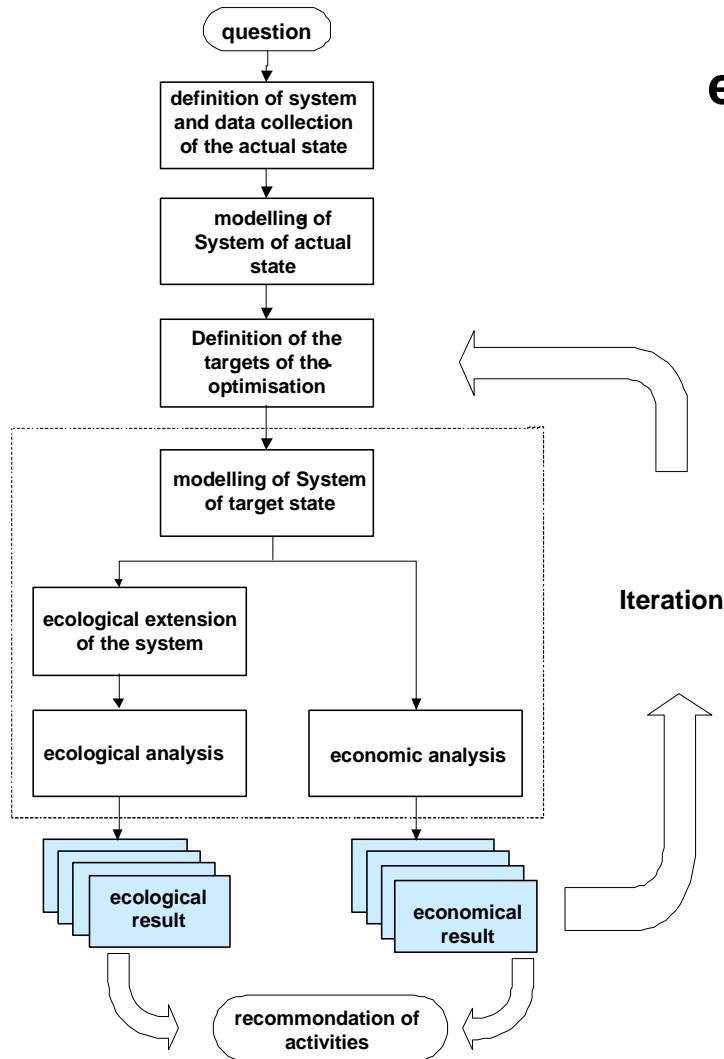 question
e
definition of system
and data collection
of the actual state
modelling of
System of actual
state
Definition of the
targets of the-
optimisation
modelling of System
of target state
ecological extension
of the system
Iteration
ecological analysis
economic analysis
ecological
result
economical
result
recommondation of
activities